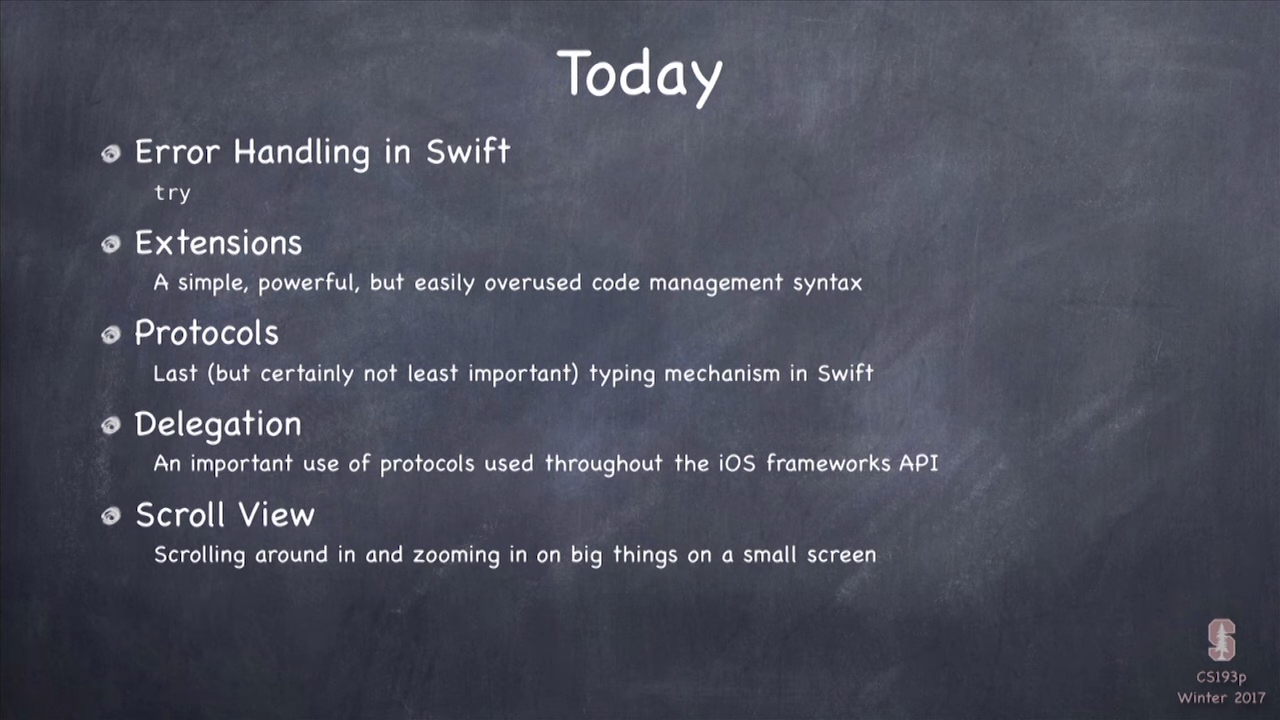 Today
Error Handling in Swift
try
Extensions
A simple, powerful, but easily overused code management syntax
Protocols
Last (but certainly not least important) typing mechanism in Swift
Delegation
An important use of protocols used throughout the iOS frameworks API
Scroll View
Scrolling around in and zooming in on big things on a small screen
S
CS193p
Winter 2017